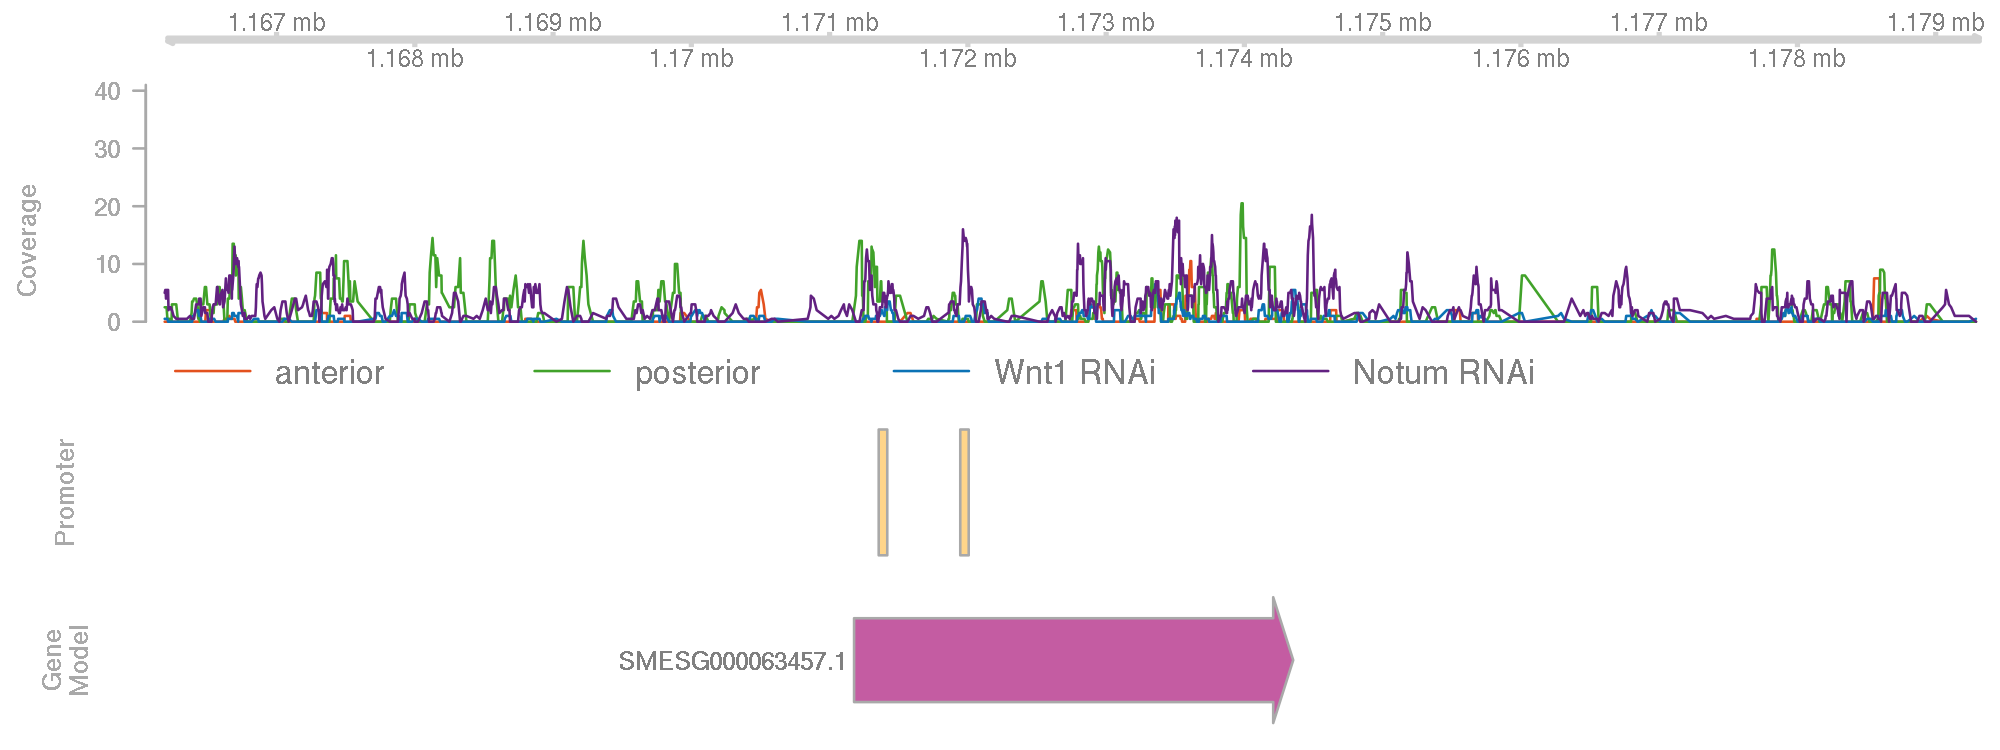 1.167 mb 1.169 mb 1.171 mb 1.173 mb 1.175 mb 1.177 mb 1.179 mb
1.168 mb 1.17 mb 1.172 mb 1.174 mb 1.176 mb 1.178 mb
40
30
20
10
0
Coverage
anterior posterior Wnt1 RNAi Notum RNAi
Promoter
Gene
Model
SMESG000063457.1